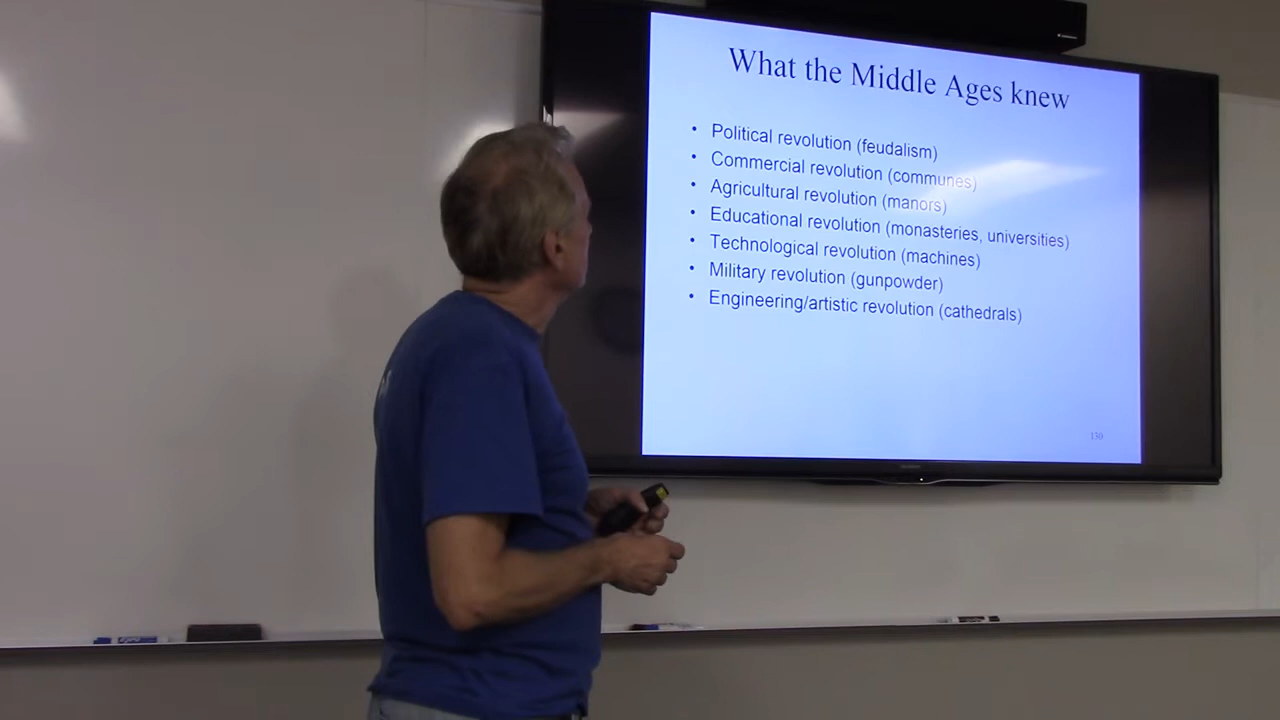 What the Middle Ages knew
• Political revolution (feudalism)
• Commercial revolution (communes)
• Agricultural revolution (manors)
• Educational revolution (monasteries, universities)
• Technological revolution (machines)
• Military revolution (gunpowder)
• Engineering/artistic revolution (cathedrals)
130